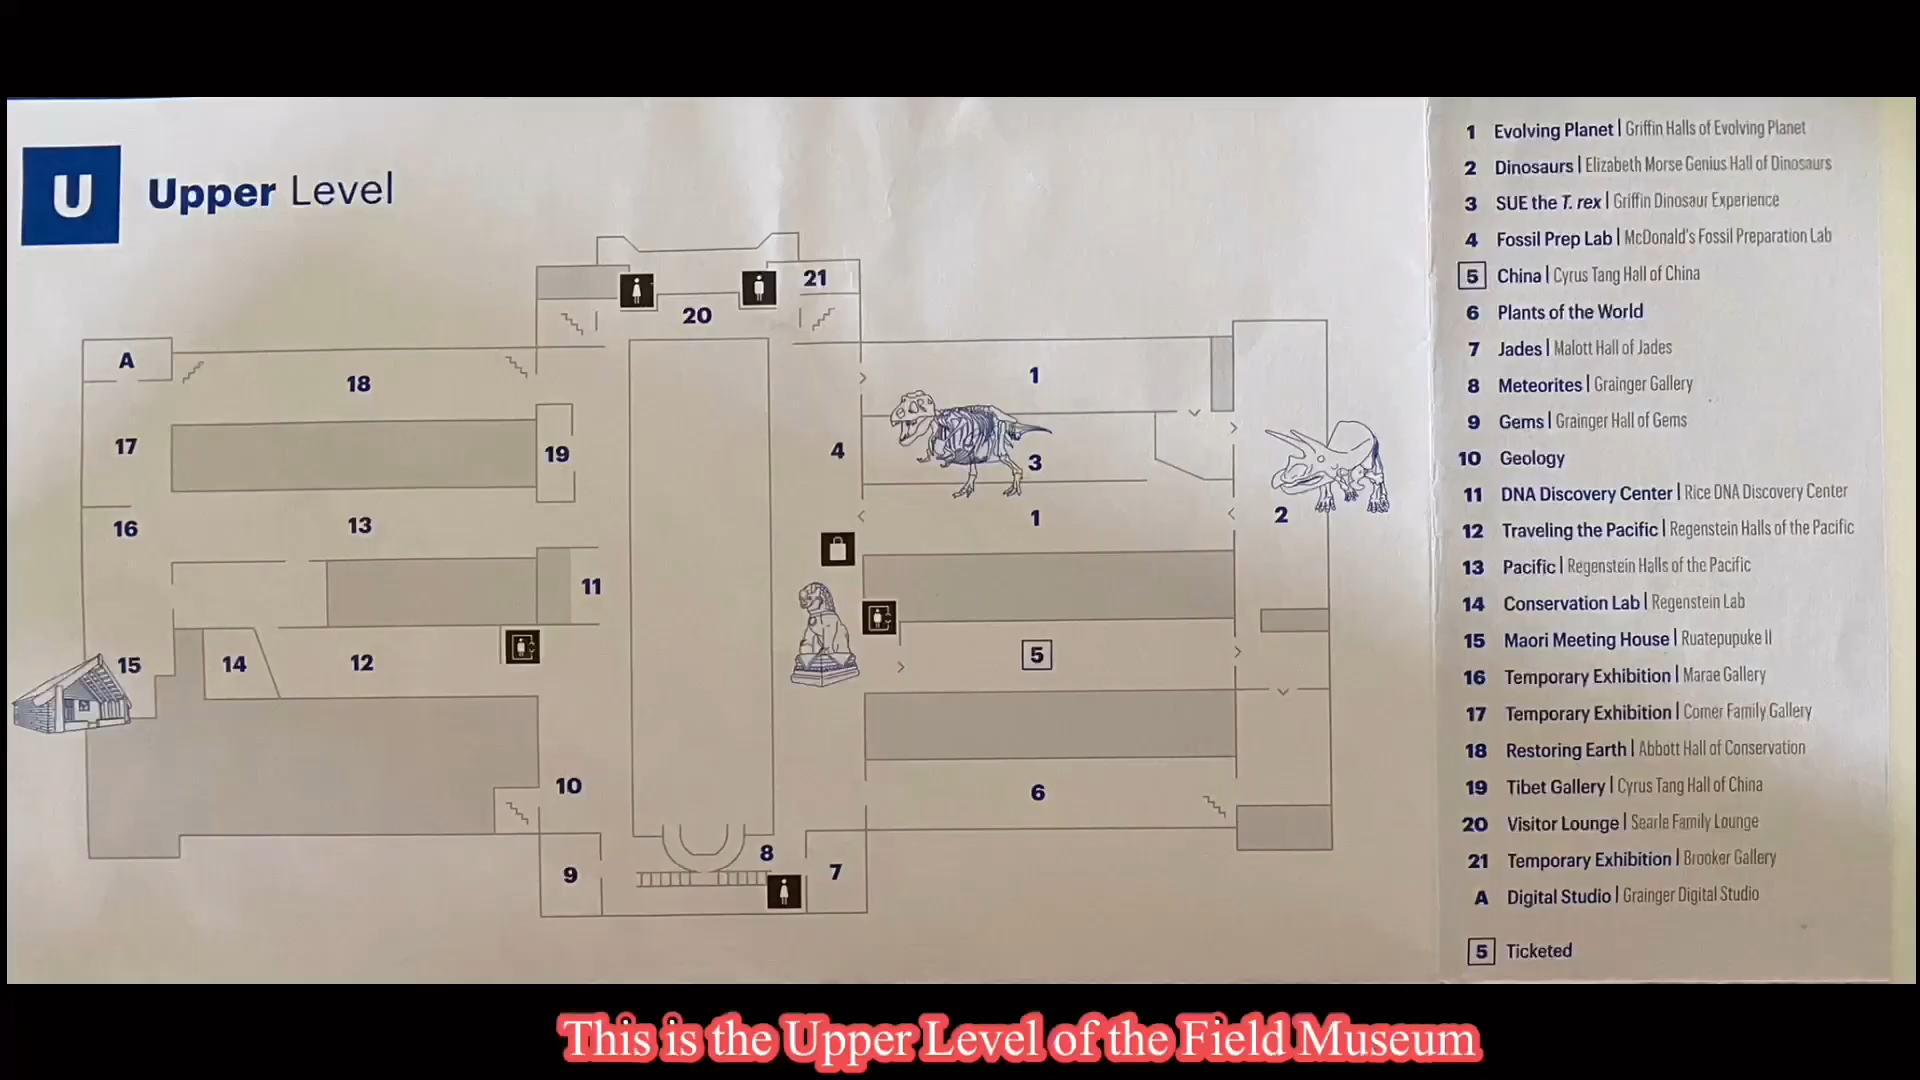 U Upper Level
21
20
A
18
1
17
19
4
3
16
13
1
2
11
15
14
12
5
10
6
8
9
7
1 Evolving Planet | Griffin Halls of Evolving Planet
2 Dinosaurs | Elizabeth Morse Genius Hall of Dinosaurs
3 SUE the T. rex | Griffin Dinosaur Experience
4 Fossil Prep Lab | McDonald's Fossil Preparation Lab
5 China | Cyrus Tang Hall of China
6 Plants of the World
7 Jades | Malott Hall of Jades
8 Meteorites | Grainger Gallery
9 Gems | Grainger Hall of Gems
10 Geology
11 DNA Discovery Center | Rice DNA Discovery Center
12 Traveling the Pacific | Regenstein Halls of the Pacific
13 Pacific | Regenstein Halls of the Pacific
14 Conservation Lab | Regenstein Lab
15 Maori Meeting House | Ruatepupuke II
16 Temporary Exhibition | Marae Gallery
17 Temporary Exhibition | Comer Family Gallery
18 Restoring Earth | Abbott Hall of Conservation
19 Tibet Gallery | Cyrus Tang Hall of China
20 Visitor Lounge | Searle Family Lounge
21 Temporary Exhibition | Brooker Gallery
A Digital Studio | Grainger Digital Studio
5 Ticketed
This is the Upper Level of the Field Museum